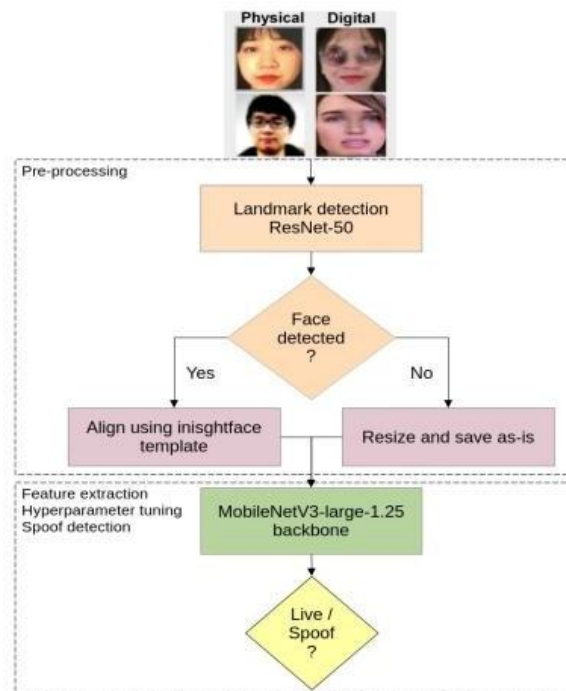 Physical Digital
Pre-processing
Landmark detection
ResNet-50
Face
detected
?
Yes
No
Align using inisghtface
template
Resize and save as-is
Feature extraction
Hyperparameter tuning
Spoof detection
MobileNetV3-large-1.25
backbone
Live /
Spoof
?